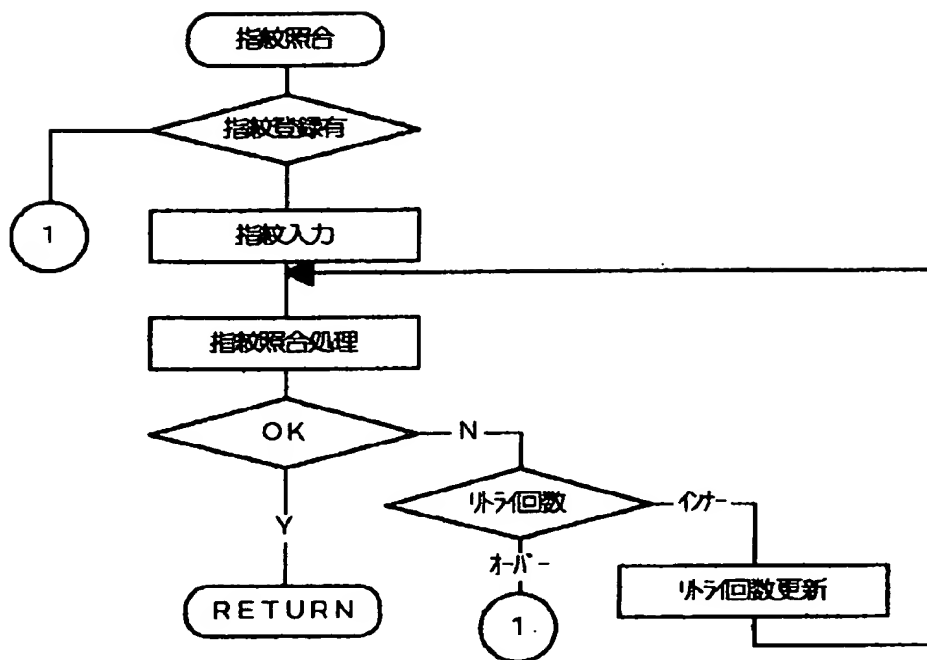 指紋照合
指紋登録有
1
指紋入力
指紋照合処理
OK
N
リトライ回数
インナー
Y
オーバー
リトライ回数更新
RETURN
1